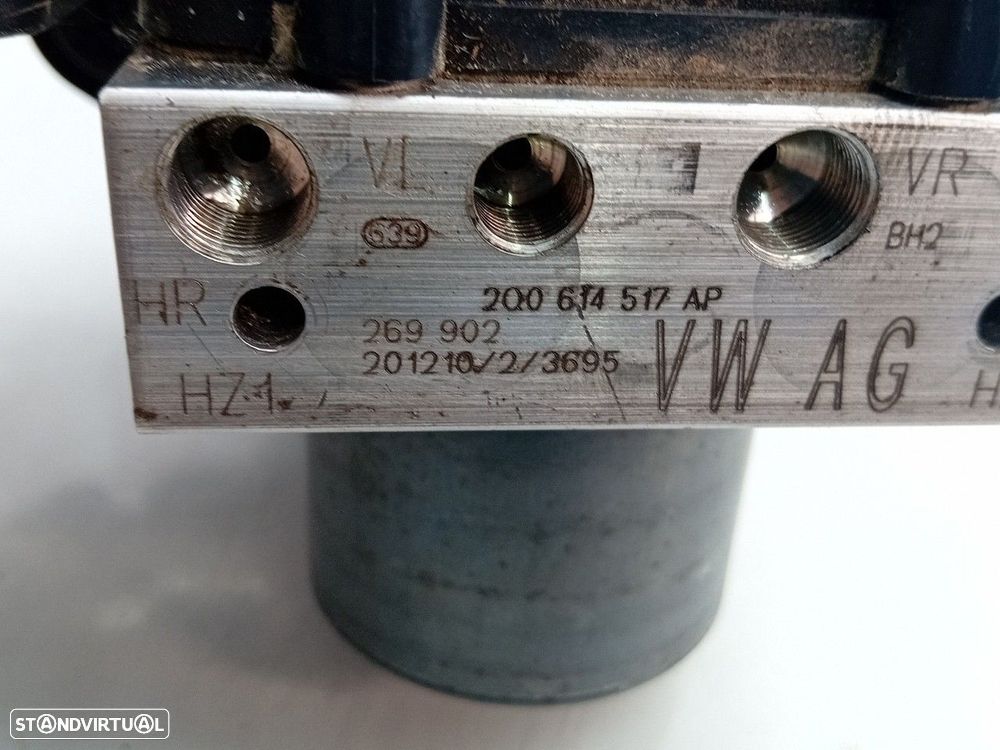 VL
VR
639
BH2
HR
2Q0 614 517 AP
269 902
201210/2/3695
VW AG
HZ1
H
STANDVIRTUAL